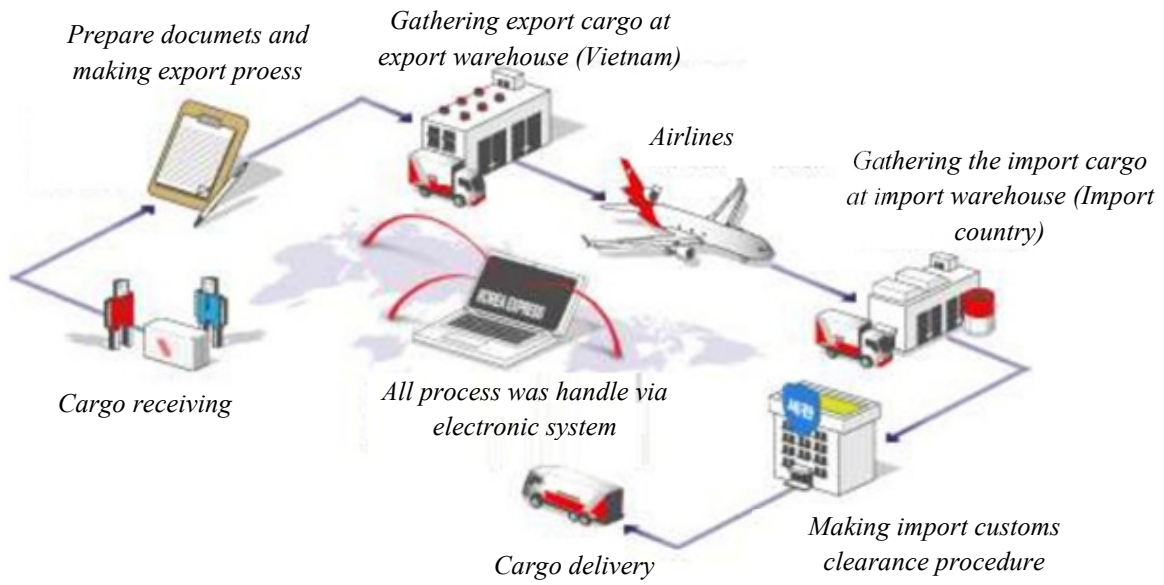 Prepare documets and
making export proess
Gathering export cargo at
export warehouse (Vietnam)
Airlines
Gathering the import cargo
at import warehouse (Import
country)
KOREA EXPRESS
Cargo receiving
All process was handle via
electronic system
세관
Cargo delivery
Making import customs
clearance procedure